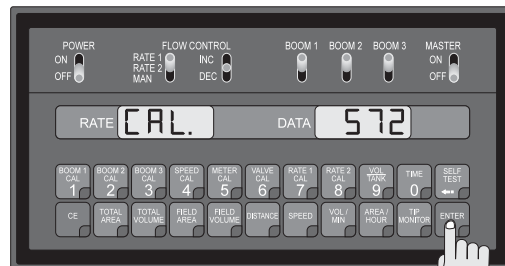 POWER FLOW CONTROL BOOM 1 BOOM 2 BOOM 3 MASTER
ON RATE 1 INC ON
RATE 2
OFF MAN DEC OFF
RATE CAL. DATA 572
BOOM 1 CAL 1 BOOM 2 CAL 2 BOOM 3 CAL 3 SPEED CAL 4 METER CAL 5 VALVE CAL 6 RATE 1 CAL 7 RATE 2 CAL 8 VOL TANK 9 TIME 0 SELF TEST
CE TOTAL AREA TOTAL VOLUME FIELD AREA FIELD VOLUME DISTANCE SPEED VOL / MIN AREA / HOUR TIP MONITOR ENTER